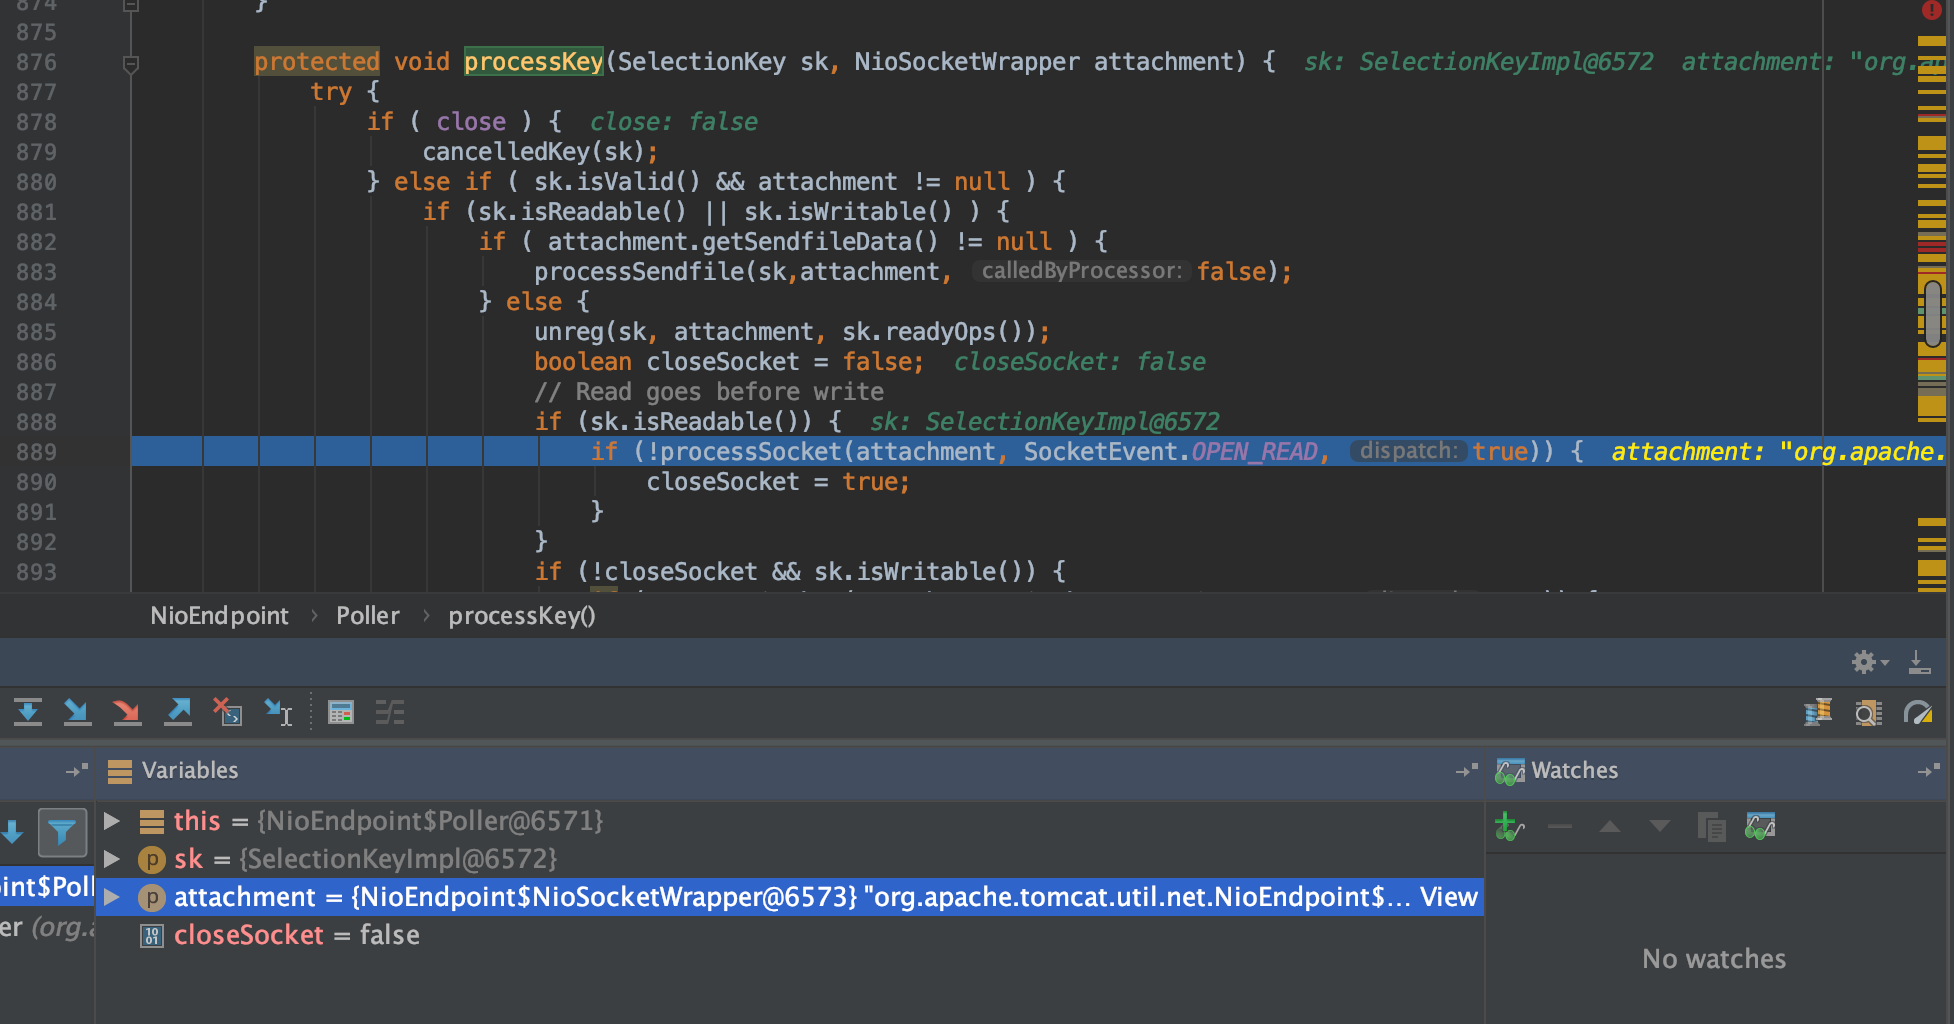 874 }
875
876 protected void processKey(SelectionKey sk, NioSocketWrapper attachment) { sk: SelectionKeyImpl@6572 attachment: "org.ap
877 try {
878 if ( close ) { close: false
879 cancelledKey(sk);
880 } else if ( sk.isValid() && attachment != null ) {
881 if (sk.isReadable() || sk.isWritable() ) {
882 if ( attachment.getSendfileData() != null ) {
883 processSendfile(sk,attachment, calledByProcessor: false);
884 } else {
885 unreg(sk, attachment, sk.readyOps());
886 boolean closeSocket = false; closeSocket: false
887 // Read goes before write
888 if (sk.isReadable()) { sk: SelectionKeyImpl@6572
889 if (!processSocket(attachment, SocketEvent.OPEN_READ, dispatch: true)) { attachment: "org.apache.
890 closeSocket = true;
891 }
892 }
893 if (!closeSocket && sk.isWritable()) {
NioEndpoint › Poller › processKey()
Variables
Watches
this = {NioEndpoint$Poller@6571}
sk = {SelectionKeyImpl@6572}
int$Poll
attachment = {NioEndpoint$NioSocketWrapper@6573} "org.apache.tomcat.util.net.NioEndpoint$... View
er (org.a
closeSocket = false
No watches